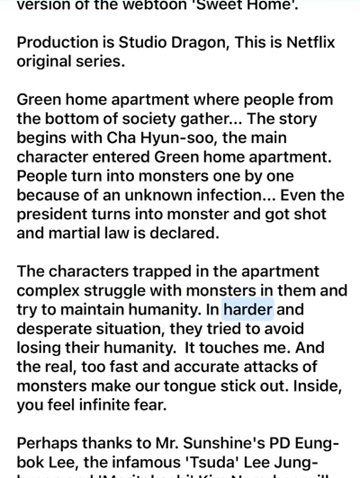 version of the webtoon 'Sweet Home'.
Production is Studio Dragon, This is Netflix
original series.
Green home apartment where people from
the bottom of society gather... The story
begins with Cha Hyun-soo, the main
character entered Green home apartment.
People turn into monsters one by one
because of an unknown infection... Even the
president turns into monster and got shot
and martial law is declared.
The characters trapped in the apartment
complex struggle with monsters in them and
try to maintain humanity. In harder and
desperate situation, they tried to avoid
losing their humanity.  It touches me. And
the real, too fast and accurate attacks of
monsters make our tongue stick out. Inside,
you feel infinite fear.
Perhaps thanks to Mr. Sunshine's PD Eung-
bok Lee, the infamous 'Tsuda' Lee Jung-